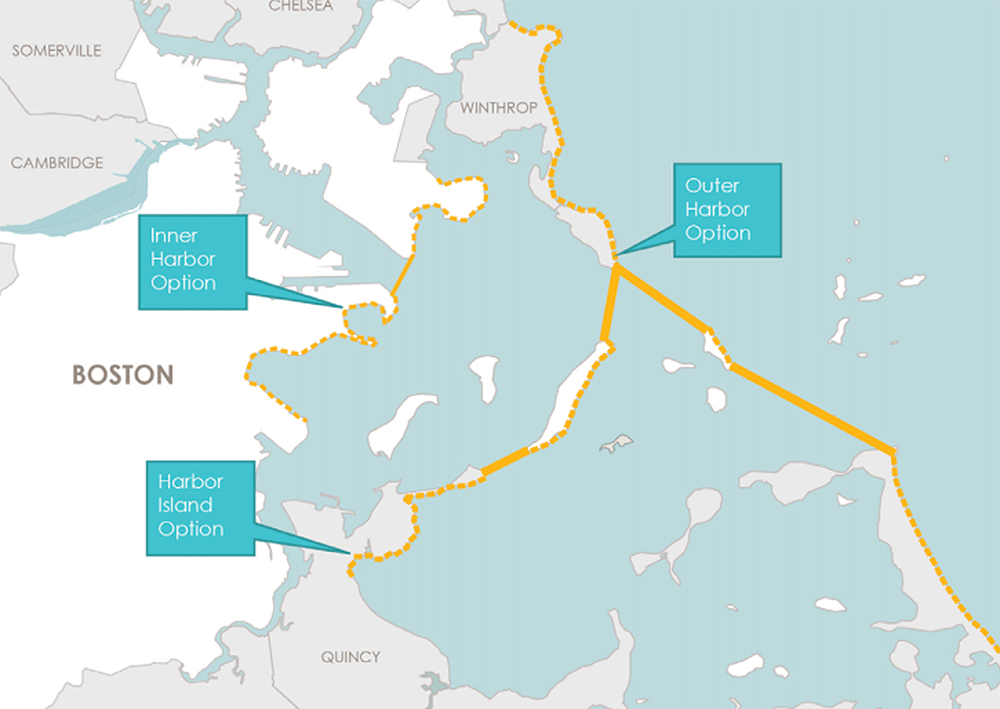 CHELSEA
SOMERVILLE
WINTHROP
CAMBRIDGE
Outer
Harbor
Option
Inner
Harbor
Option
BOSTON
Harbor
Island
Option
QUINCY